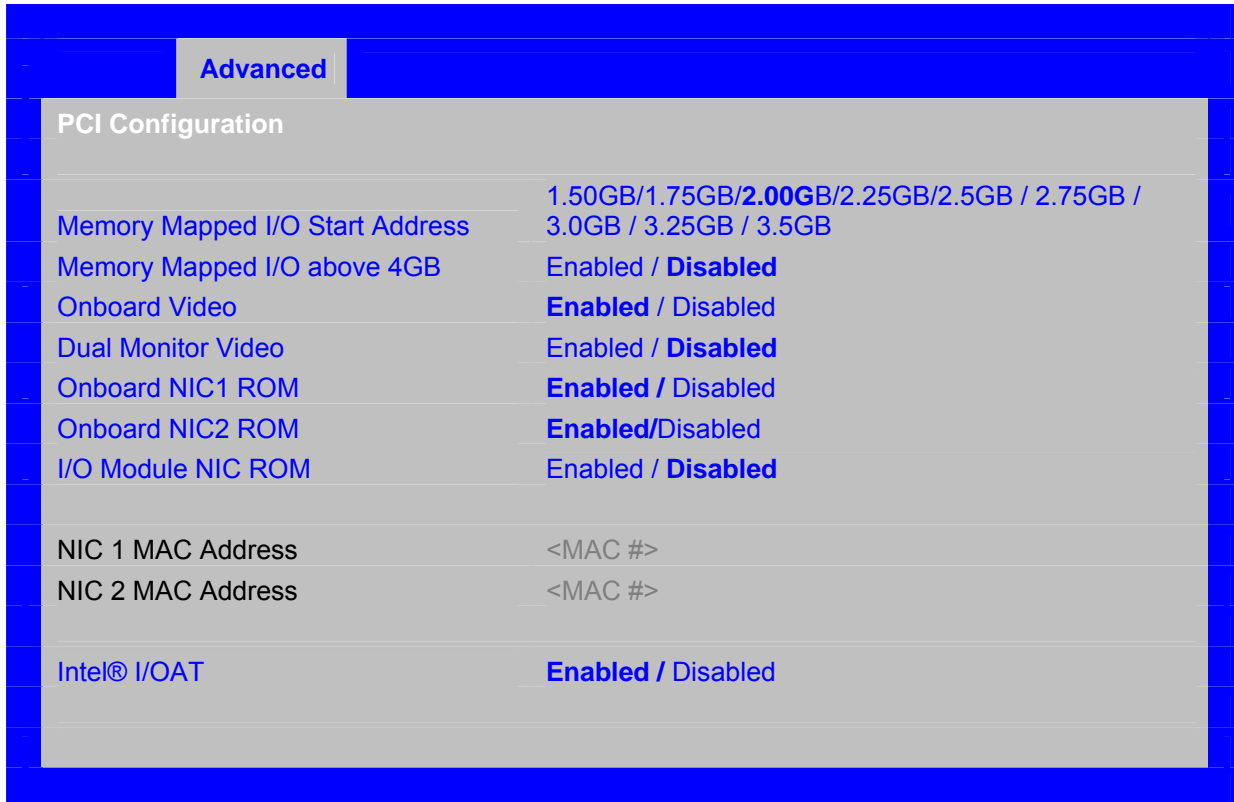 Advanced
PCI Configuration
1.50GB/1.75GB/2.00GB/2.25GB/2.5GB / 2.75GB /
Memory Mapped I/O Start Address 3.0GB / 3.25GB / 3.5GB
Memory Mapped I/O above 4GB Enabled / Disabled
Onboard Video Enabled / Disabled
Dual Monitor Video Enabled / Disabled
Onboard NIC1 ROM Enabled / Disabled
Onboard NIC2 ROM Enabled/Disabled
I/O Module NIC ROM Enabled / Disabled
NIC 1 MAC Address <MAC #>
NIC 2 MAC Address <MAC #>
Intel® I/OAT Enabled / Disabled